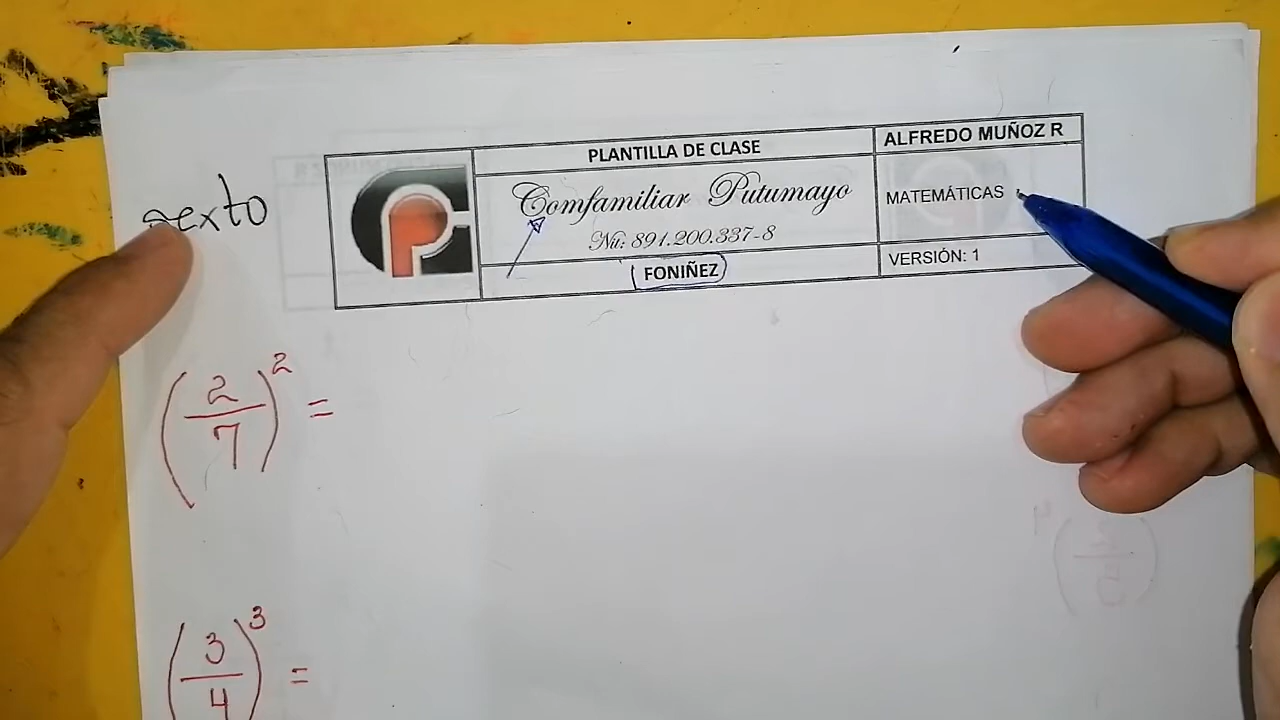 sexto
PLANTILLA DE CLASE
Comfamiliar Putumayo
Nit: 891.200.337-8
FONIÑEZ
ALFREDO MUÑOZ R
MATEMÁTICAS
VERSIÓN: 1
(2/7)² =
(3/4)³ =